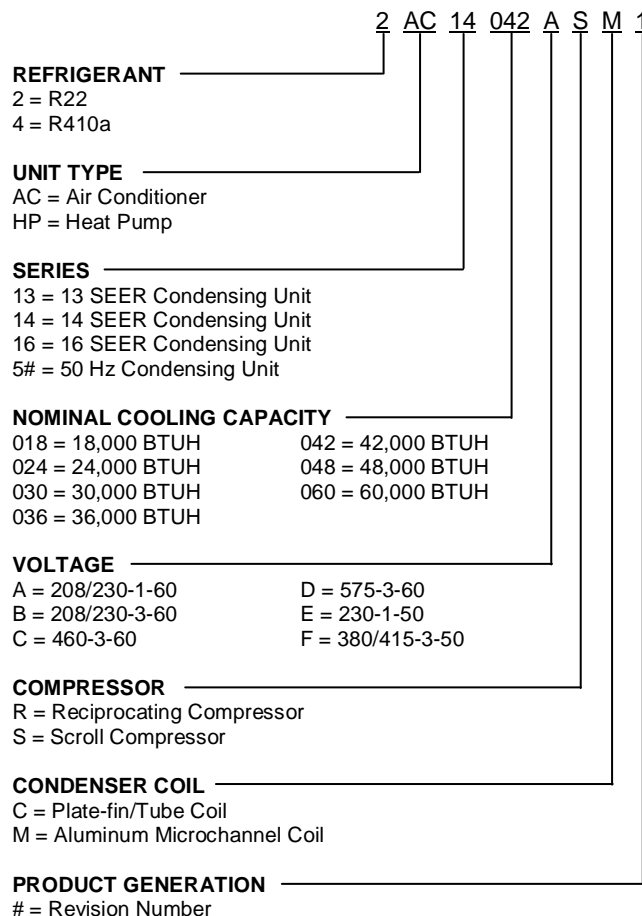 2 AC 14 042 A S M 1
REFRIGERANT
2 = R22
4 = R410a
UNIT TYPE
AC = Air Conditioner
HP = Heat Pump
SERIES
13 = 13 SEER Condensing Unit
14 = 14 SEER Condensing Unit
16 = 16 SEER Condensing Unit
5# = 50 Hz Condensing Unit
NOMINAL COOLING CAPACITY
018 = 18,000 BTUH 042 = 42,000 BTUH
024 = 24,000 BTUH 048 = 48,000 BTUH
030 = 30,000 BTUH 060 = 60,000 BTUH
036 = 36,000 BTUH
VOLTAGE
A = 208/230-1-60 D = 575-3-60
B = 208/230-3-60 E = 230-1-50
C = 460-3-60 F = 380/415-3-50
COMPRESSOR
R = Reciprocating Compressor
S = Scroll Compressor
CONDENSER COIL
C = Plate-fin/Tube Coil
M = Aluminum Microchannel Coil
PRODUCT GENERATION
# = Revision Number